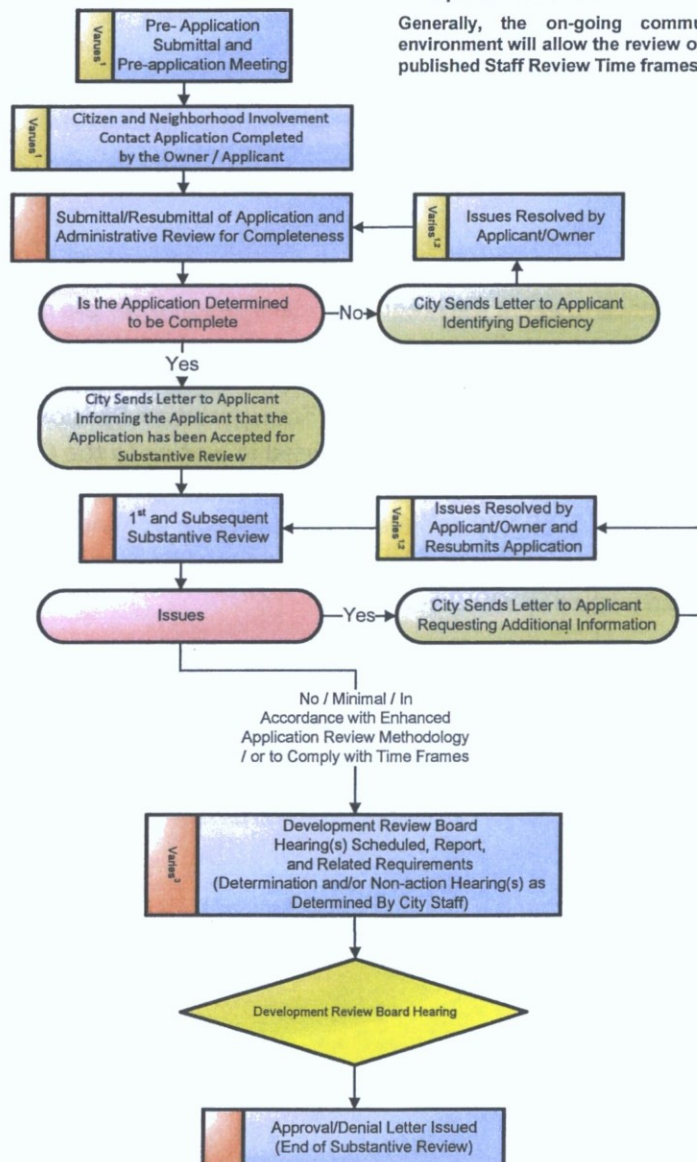 Generally, the on-going commu
environment will allow the review o
published Staff Review Time frames
Varues¹
Pre- Application
Submittal and
Pre-application Meeting
Varues¹
Citizen and Neighborhood Involvement
Contact Application Completed
by the Owner / Applicant
Submittal/Resubmittal of Application and
Administrative Review for Completeness
Varies¹,²
Issues Resolved by
Applicant/Owner
Is the Application Determined
to be Complete
No
City Sends Letter to Applicant
Identifying Deficiency
Yes
City Sends Letter to Applicant
Informing the Applicant that the
Application has been Accepted for
Substantive Review
1st and Subsequent
Substantive Review
Varies¹,²
Issues Resolved by
Applicant/Owner and
Resubmits Application
Issues
Yes
City Sends Letter to Applicant
Requesting Additional Information
No / Minimal / In
Accordance with Enhanced
Application Review Methodology
/ or to Comply with Time Frames
Varies³
Development Review Board
Hearing(s) Scheduled, Report,
and Related Requirements
(Determination and/or Non-action Hearing(s) as
Determined By City Staff)
Development Review Board Hearing
Approval/Denial Letter Issued
(End of Substantive Review)